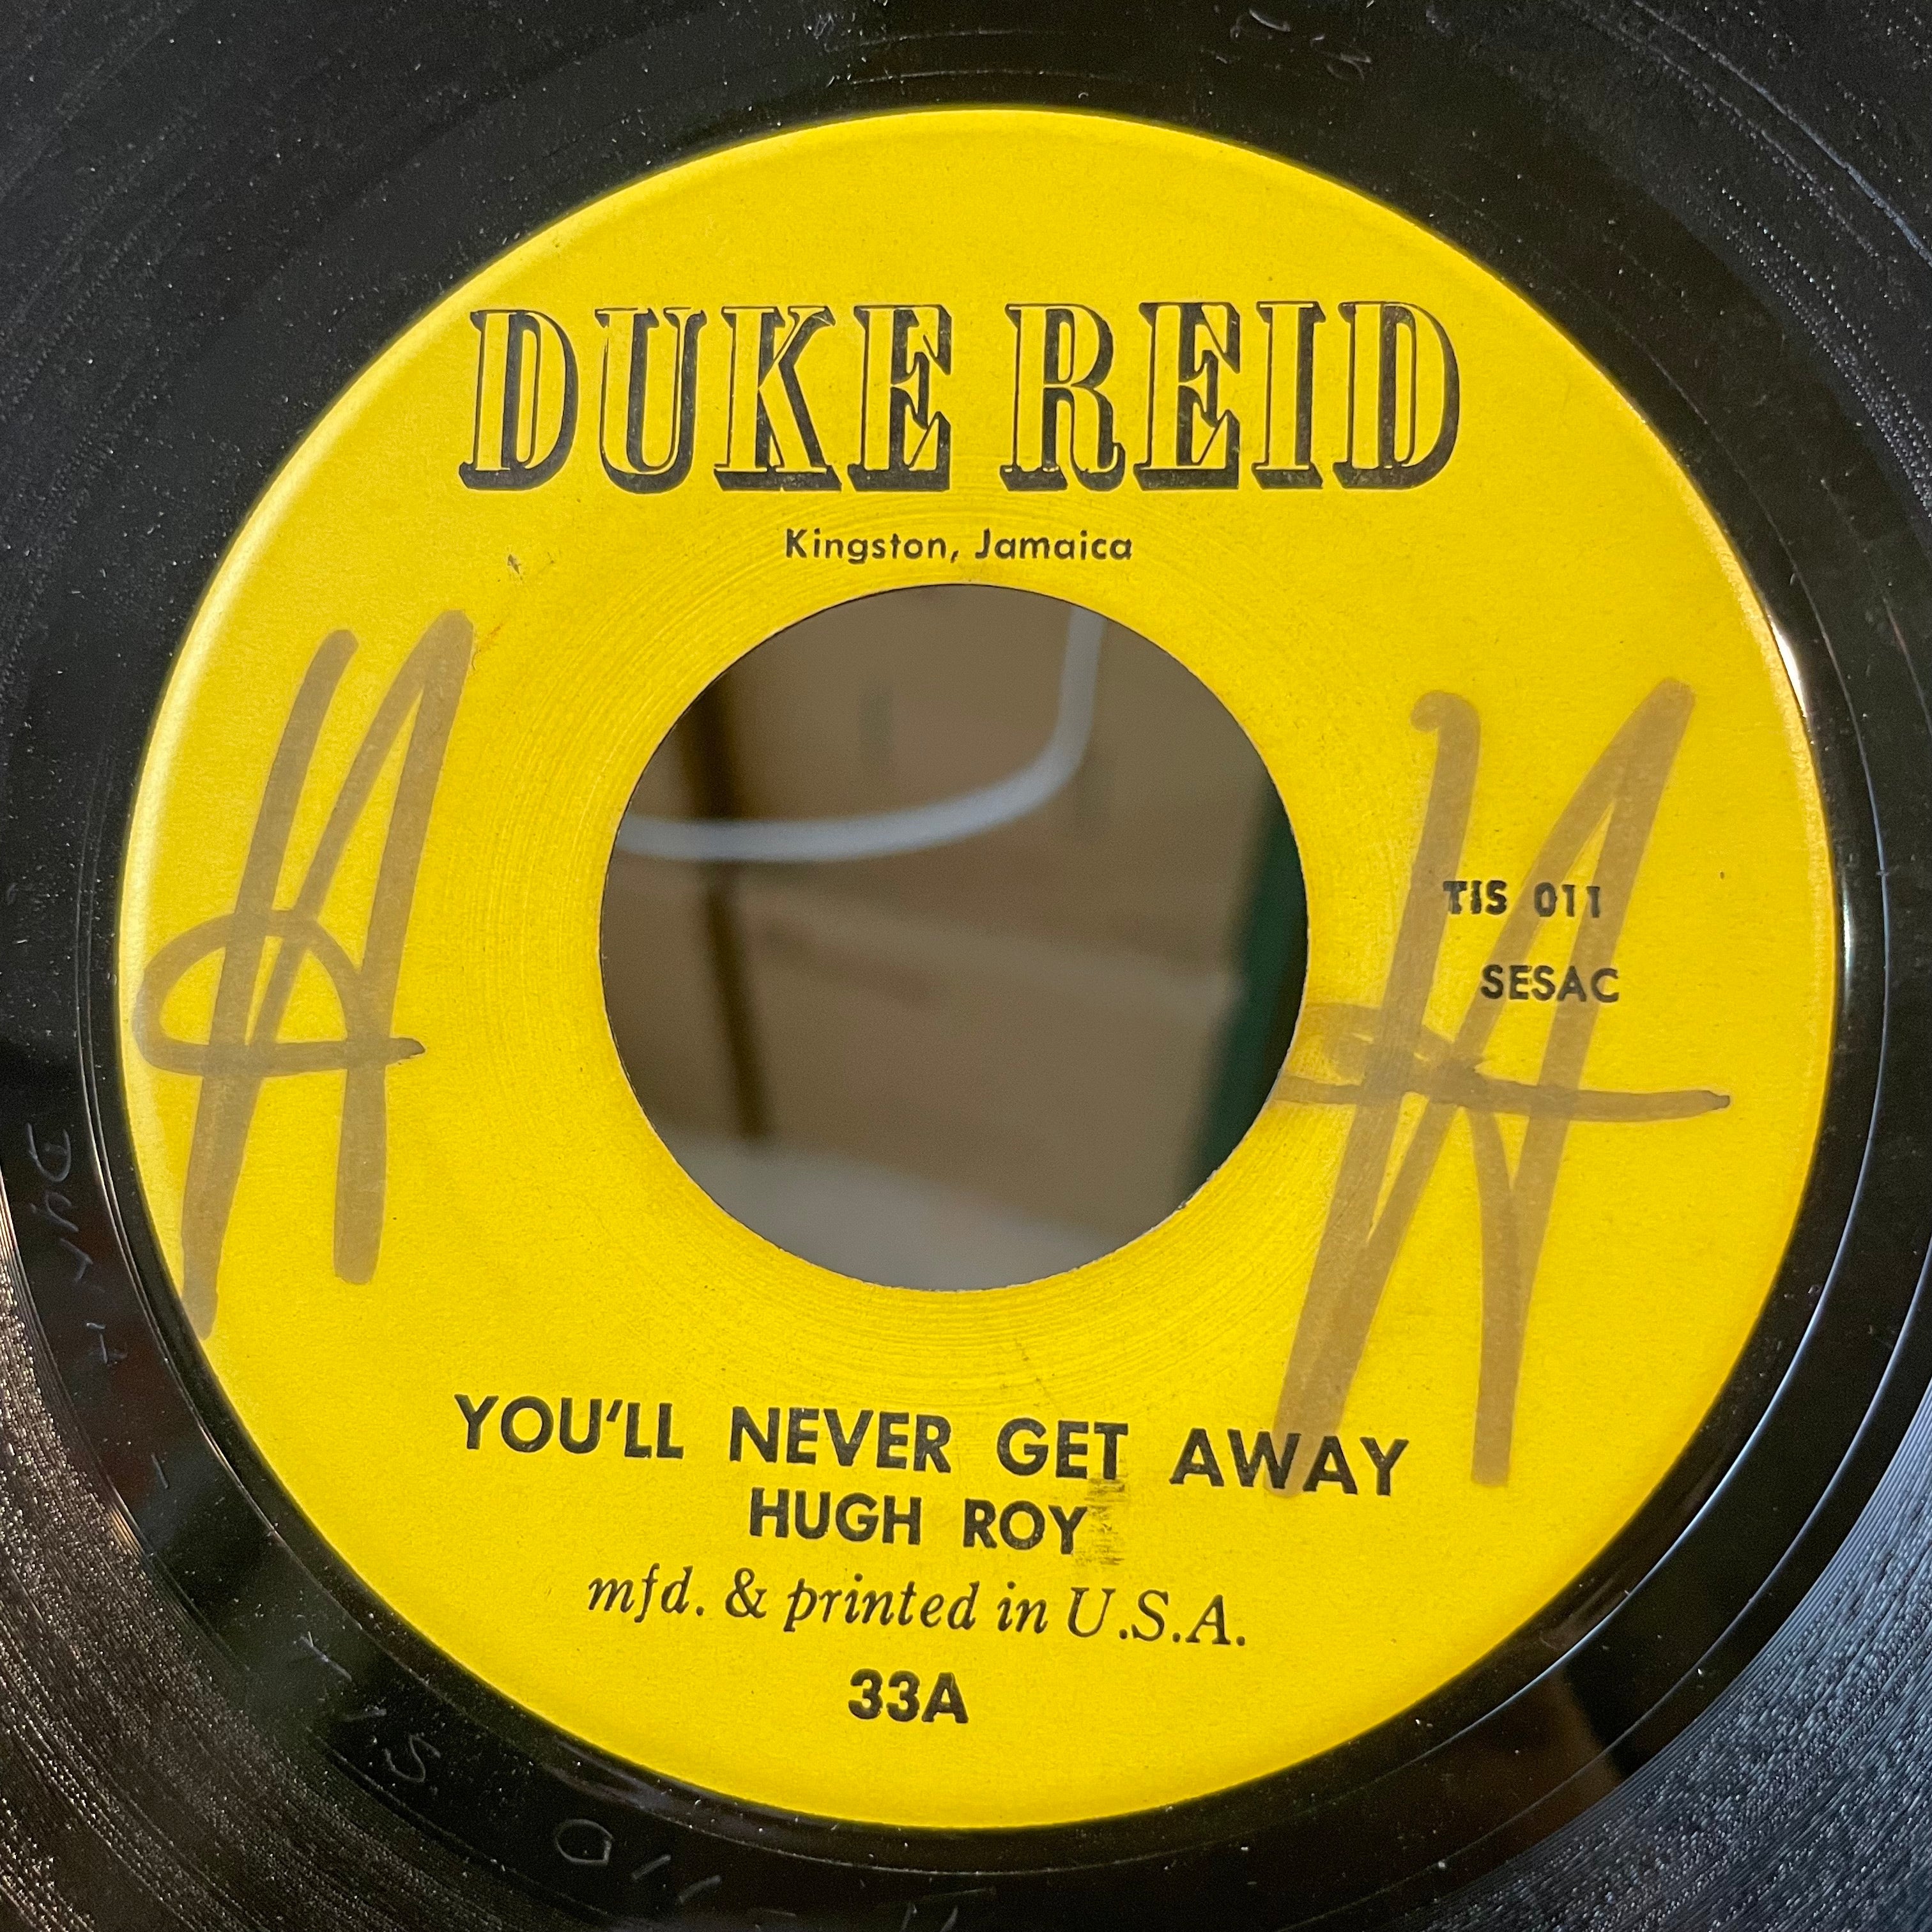 DUKE REID
Kingston, Jamaica
H
H
TIS 011
SESAC
YOU'LL NEVER GET AWAY
HUGH ROY
mfd. & printed in U.S.A.
33A